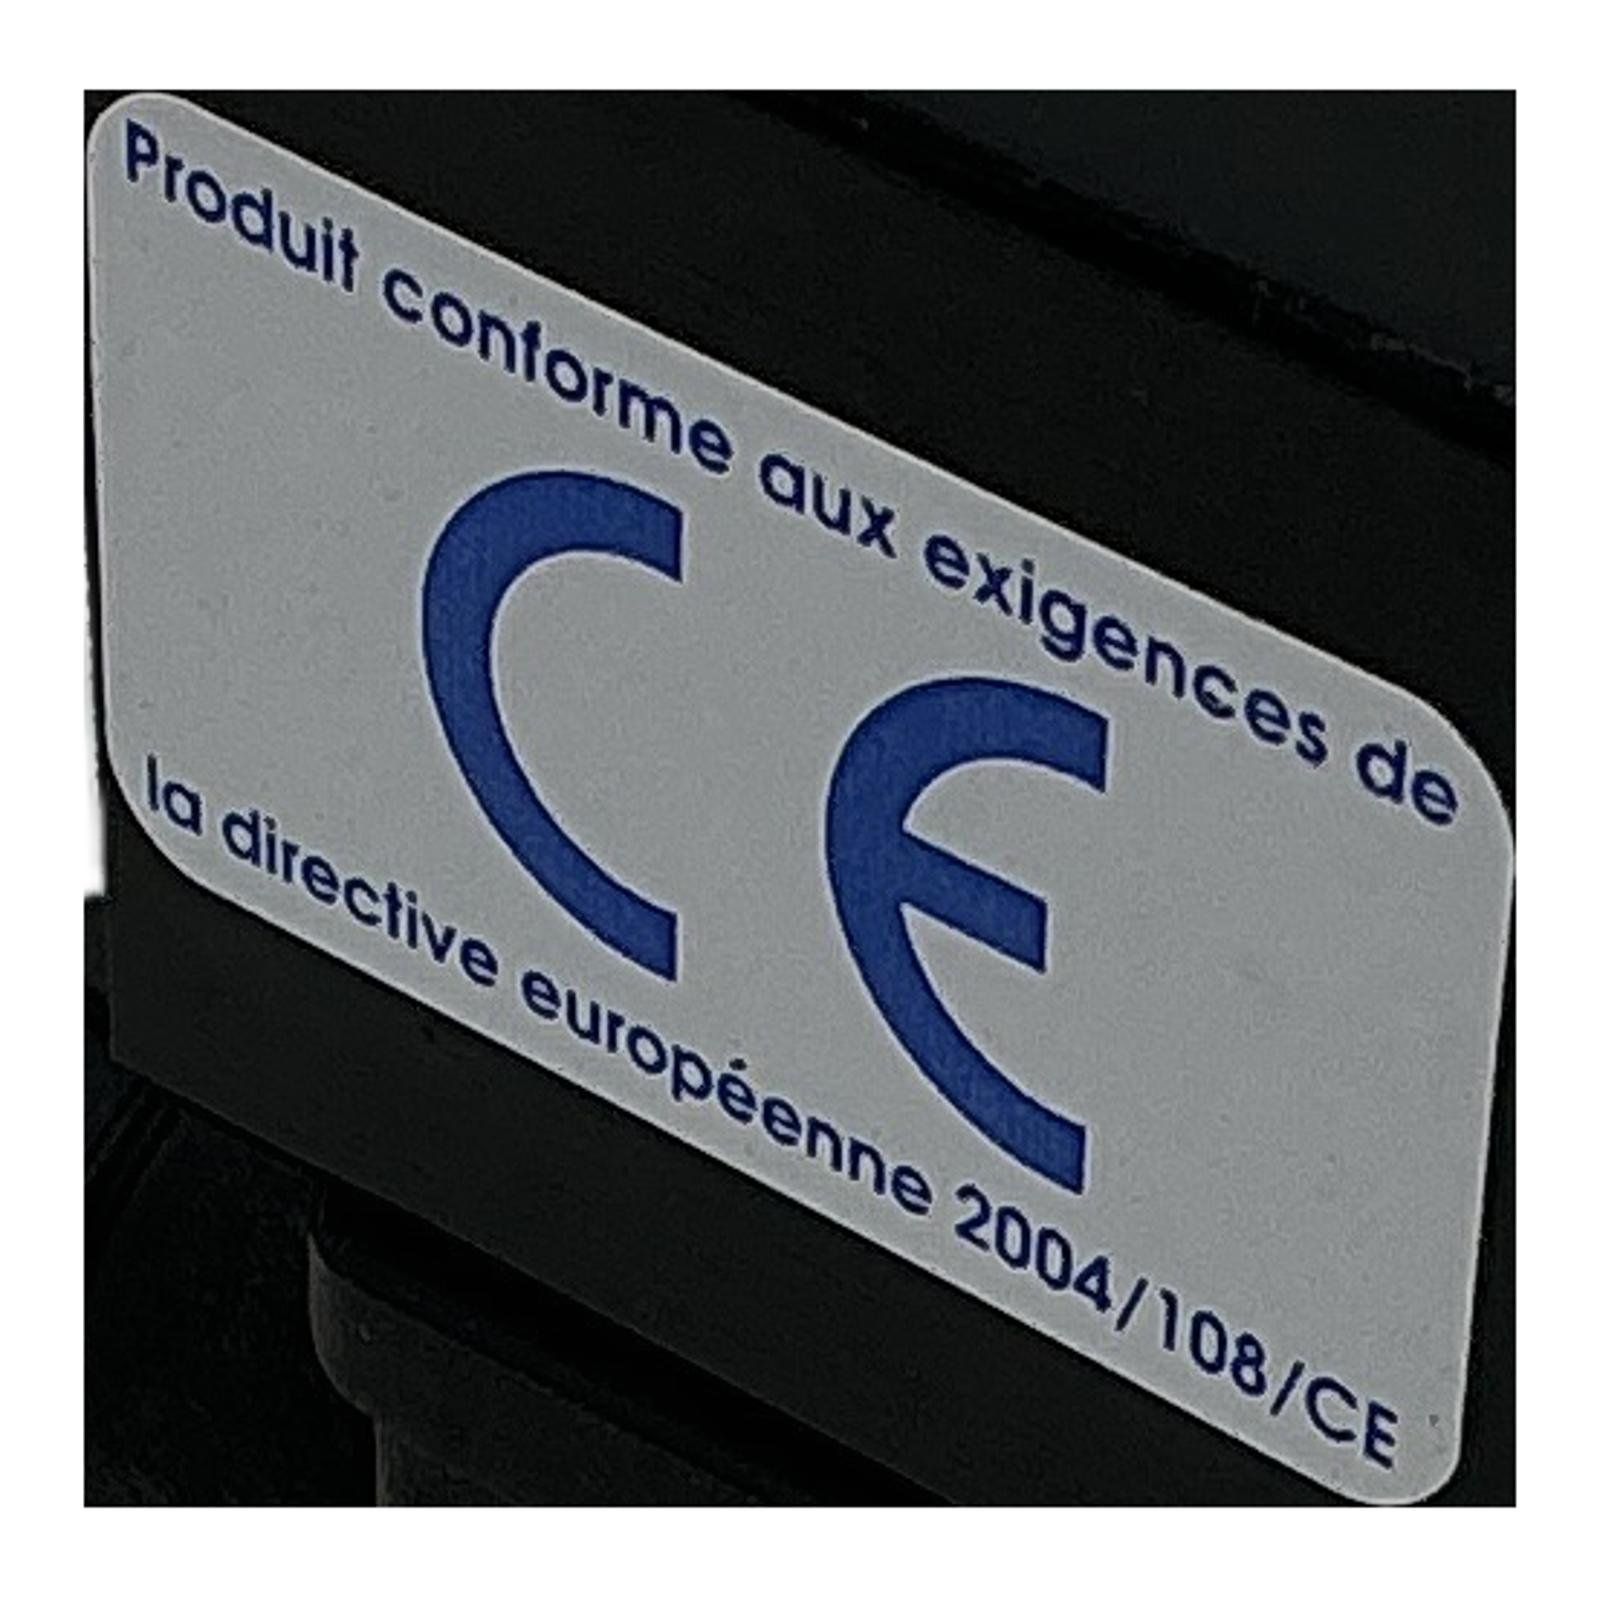 Produit conforme aux exigences de
CE
la directive européenne 2004/108/CE